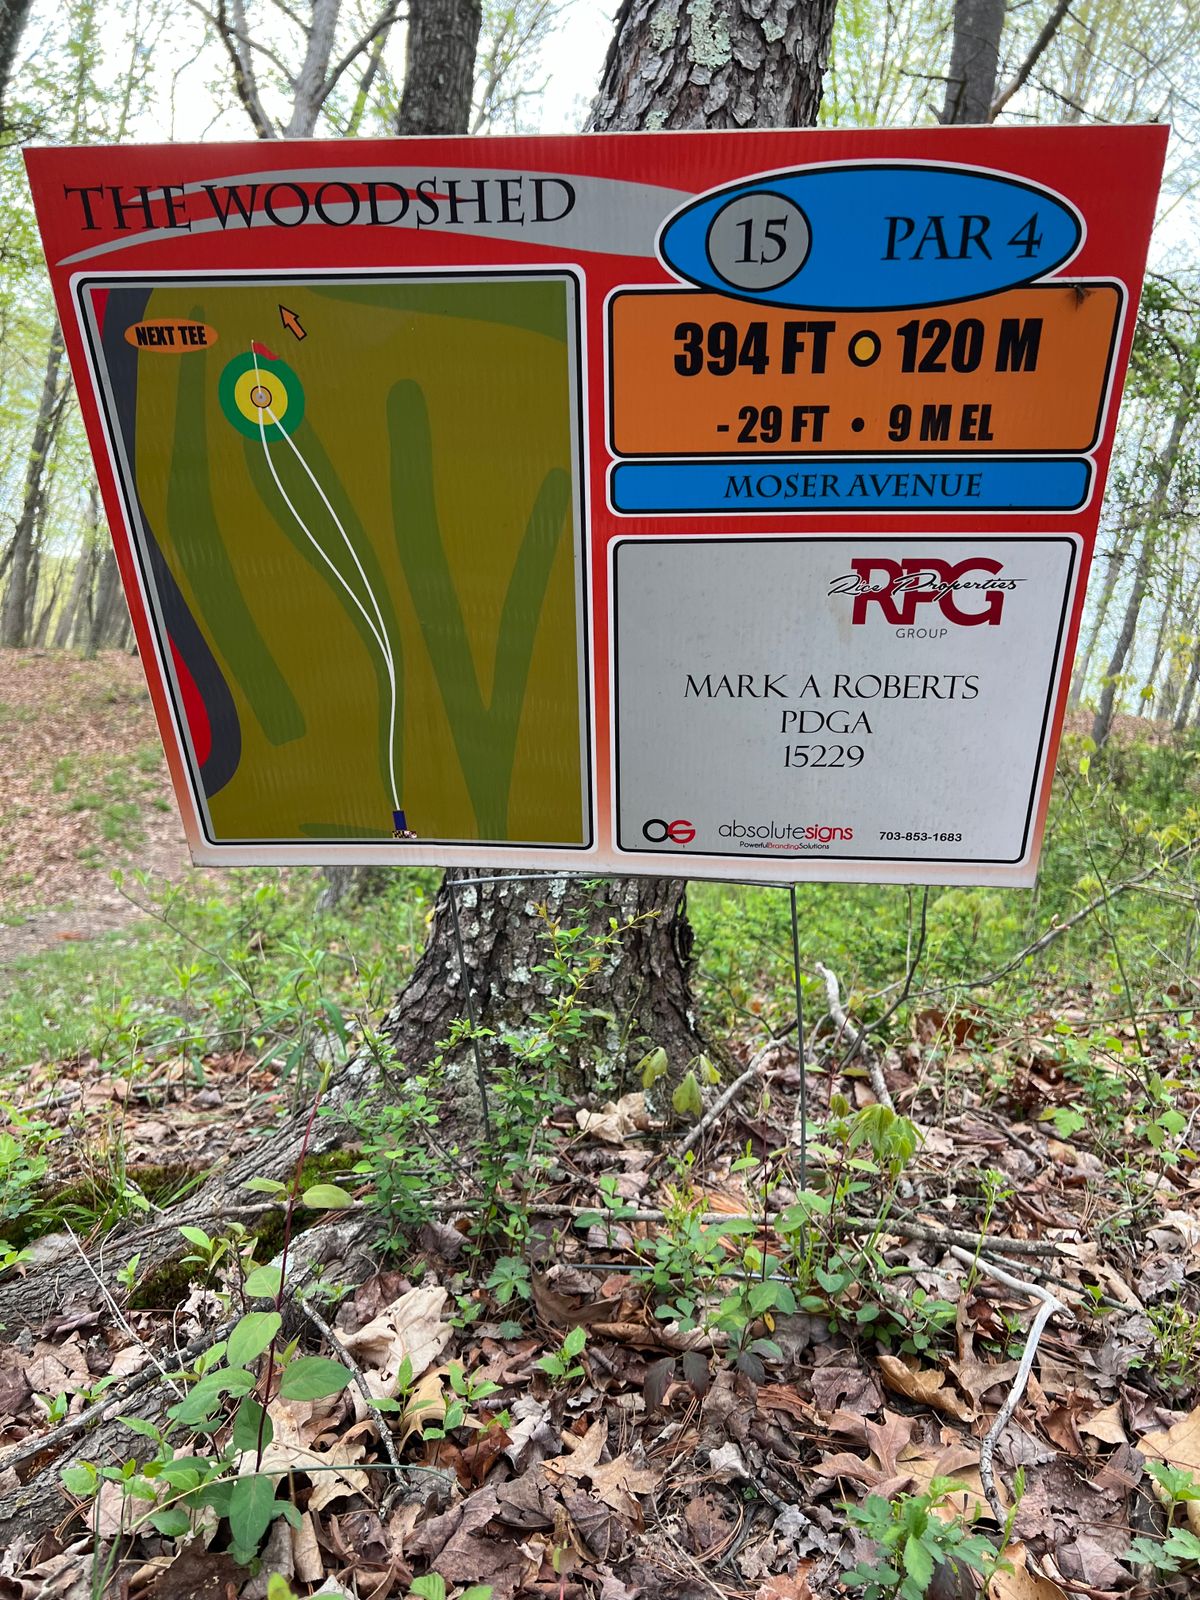 THE WOODSHED
15 PAR 4
NEXT TEE
394 FT 120 M
- 29 FT • 9 M EL
MOSER AVENUE
RPG
Rice Properties
GROUP
MARK A ROBERTS
PDGA
15229
OG absolutesigns 703-853-1683
PowerfulBrandingSolutions